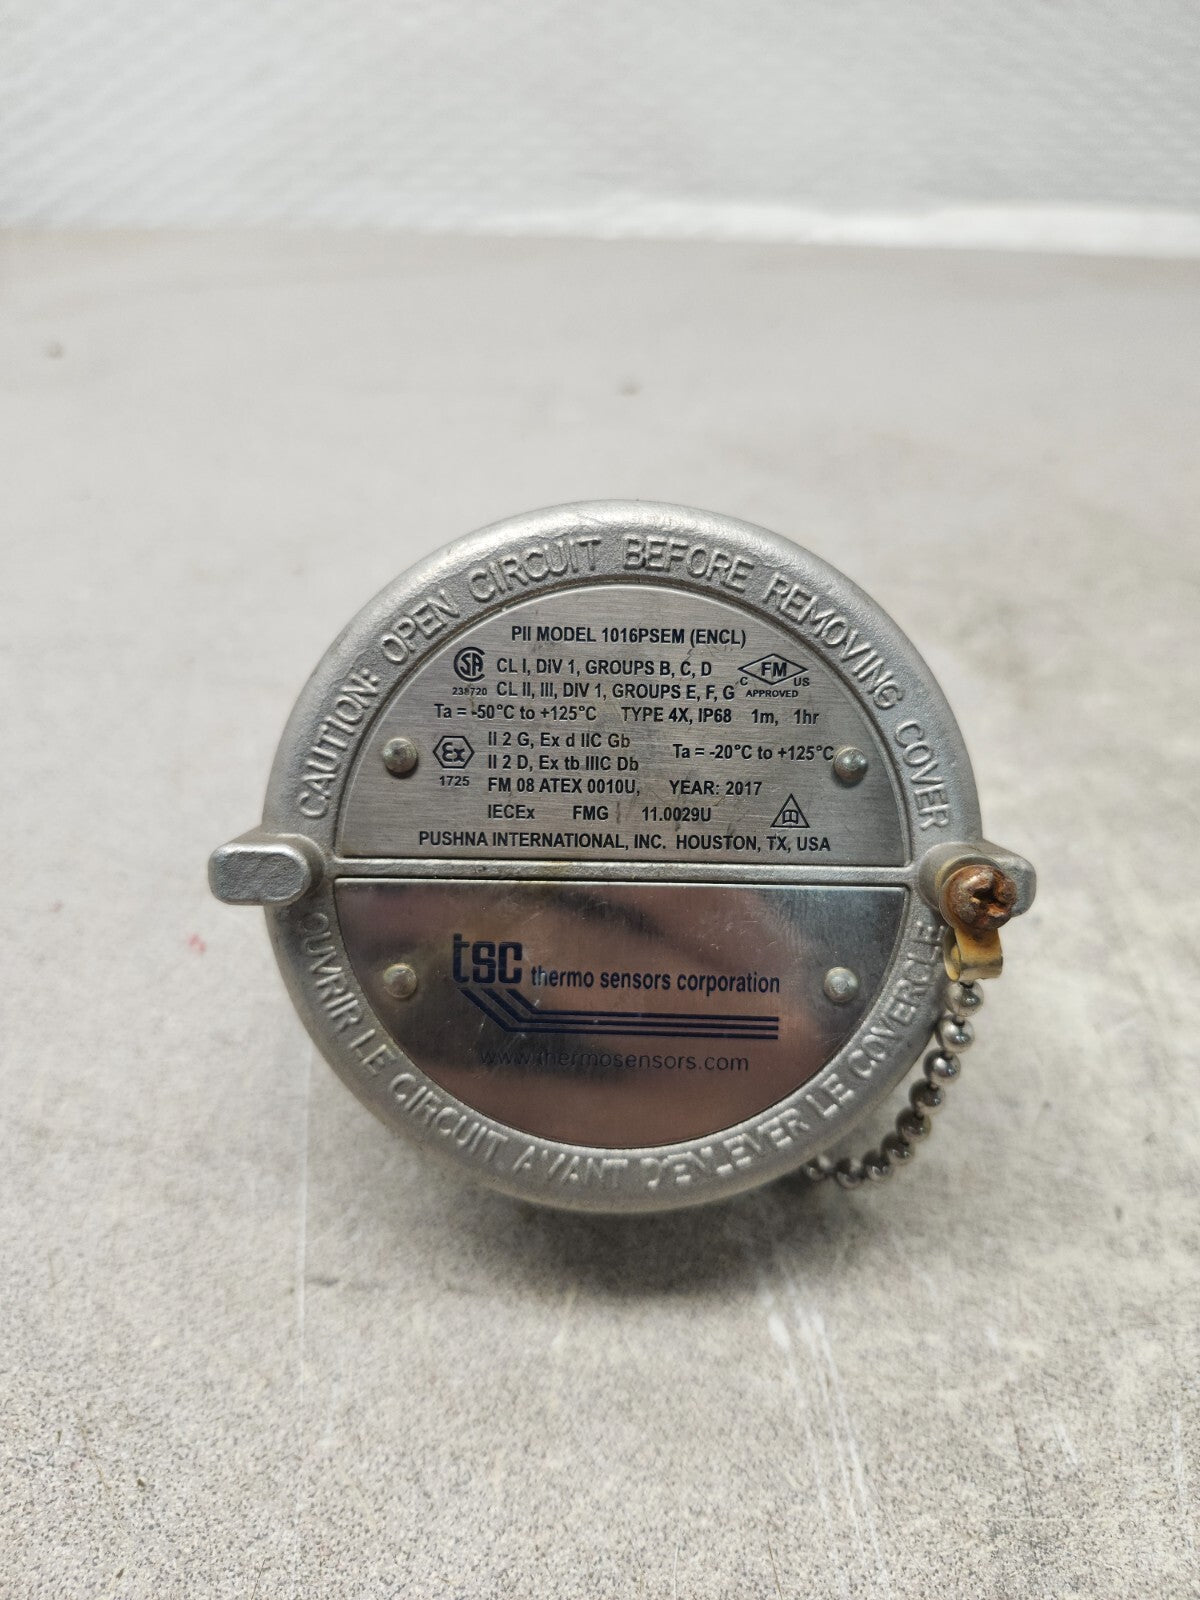 CAUTION: OPEN CIRCUIT BEFORE REMOVING COVER
PII MODEL 1016PSEM (ENCL)
SA CL I, DIV 1, GROUPS B, C, D C FM US
238720 CL II, III, DIV 1, GROUPS E, F, G APPROVED
Ta = -50°C to +125°C TYPE 4X, IP68 1m, 1hr
Ex II 2 G, Ex d IIC Gb Ta = -20°C to +125°C
II 2 D, Ex tb IIIC Db
1725 FM 08 ATEX 0010U, YEAR: 2017
IECEx FMG 11.0029U
PUSHNA INTERNATIONAL, INC. HOUSTON, TX, USA
tsc thermo sensors corporation
www.thermosensors.com
OUVRIR LE CIRCUIT AVANT D'ENLEVER LE COUVERCLE